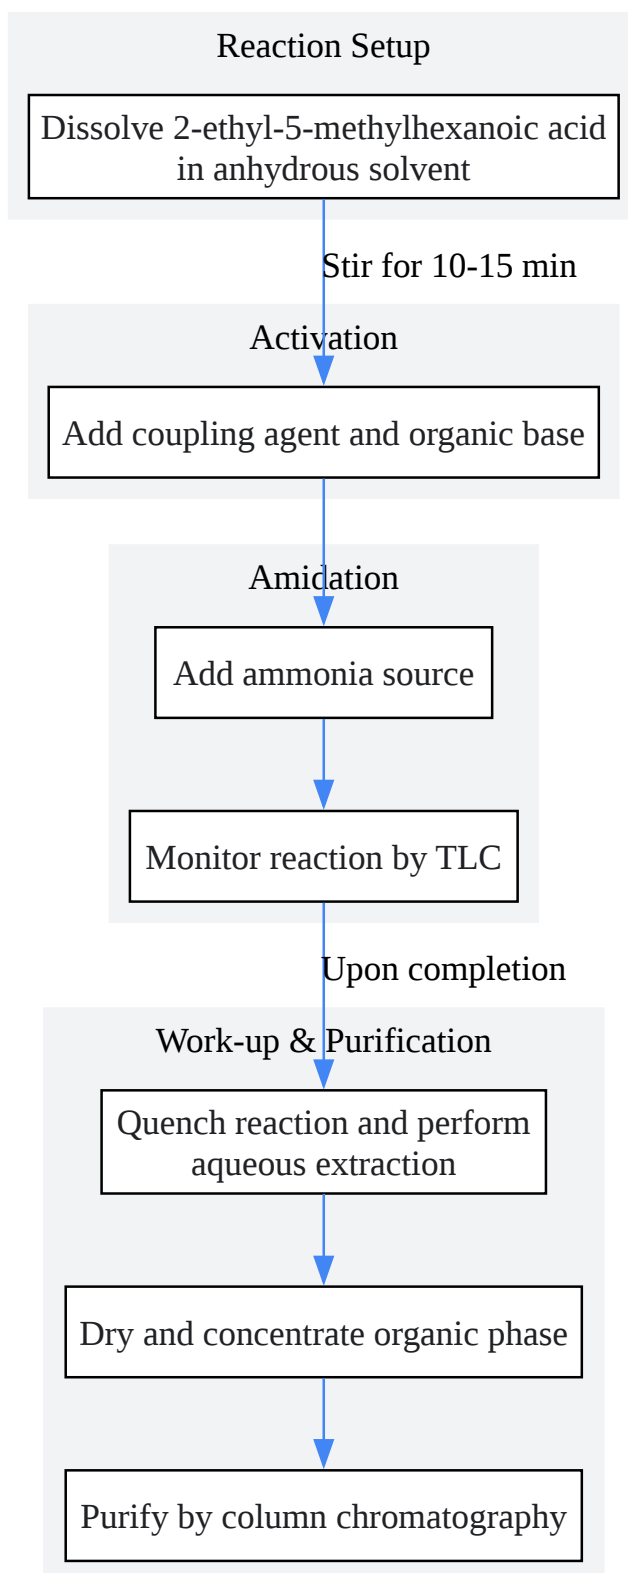 Reaction Setup
Dissolve 2-ethyl-5-methylhexanoic acid
in anhydrous solvent
Stir for 10-15 min
Activation
Add coupling agent and organic base
Amidation
Add ammonia source
Monitor reaction by TLC
Upon completion
Work-up & Purification
Quench reaction and perform
aqueous extraction
Dry and concentrate organic phase
Purify by column chromatography